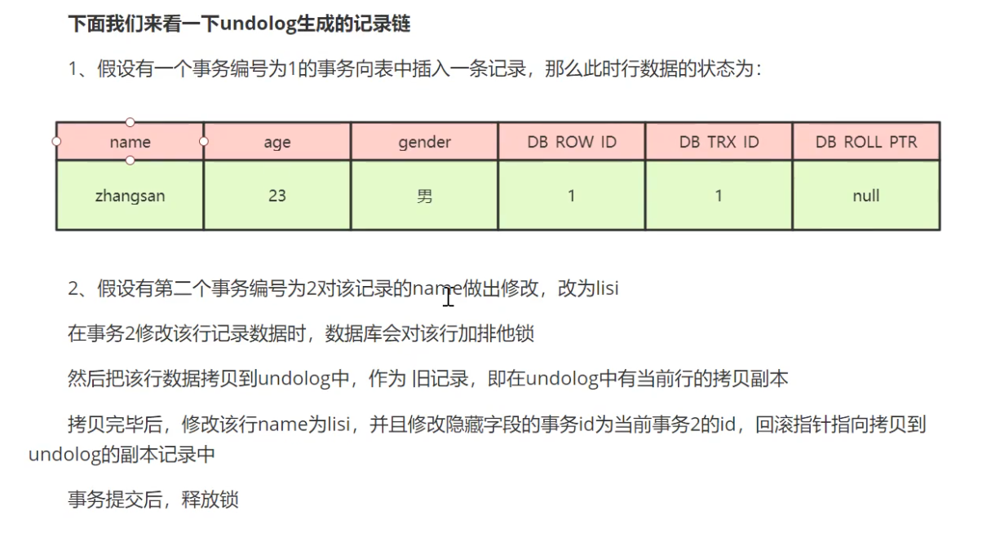 下面我们来看一下undolog生成的记录链
1、假设有一个事务编号为1的事务向表中插入一条记录，那么此时行数据的状态为：
name age gender DB ROW ID DB TRX ID DB ROLL PTR
zhangsan 23 男 1 1 null
2、假设有第二个事务编号为2对该记录的name做出修改，改为lisi
在事务2修改该行记录数据时，数据库会对该行加排他锁
然后把该行数据拷贝到undolog中，作为 旧记录，即在undolog中有当前行的拷贝副本
拷贝完毕后，修改该行name为lisi，并且修改隐藏字段的事务id为当前事务2的id，回滚指针指向拷贝到
undolog的副本记录中
事务提交后，释放锁